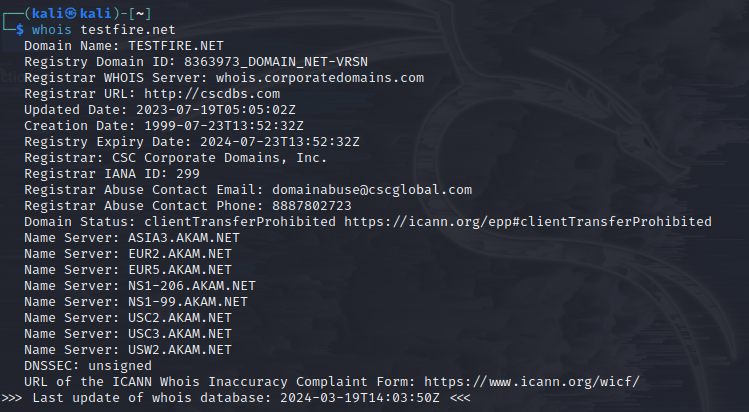 (kali㉿kali)-[~]
$ whois testfire.net
Domain Name: TESTFIRE.NET
Registry Domain ID: 8363973_DOMAIN_NET-VRSN
Registrar WHOIS Server: whois.corporatedomains.com
Registrar URL: http://cscdbs.com
Updated Date: 2023-07-19T05:05:02Z
Creation Date: 1999-07-23T13:52:32Z
Registry Expiry Date: 2024-07-23T13:52:32Z
Registrar: CSC Corporate Domains, Inc.
Registrar IANA ID: 299
Registrar Abuse Contact Email: domainabuse@cscglobal.com
Registrar Abuse Contact Phone: 8887802723
Domain Status: clientTransferProhibited https://icann.org/epp#clientTransferProhibited
Name Server: ASIA3.AKAM.NET
Name Server: EUR2.AKAM.NET
Name Server: EUR5.AKAM.NET
Name Server: NS1-206.AKAM.NET
Name Server: NS1-99.AKAM.NET
Name Server: USC2.AKAM.NET
Name Server: USC3.AKAM.NET
Name Server: USW2.AKAM.NET
DNSSEC: unsigned
URL of the ICANN Whois Inaccuracy Complaint Form: https://www.icann.org/wicf/
>>> Last update of whois database: 2024-03-19T14:03:50Z <<<